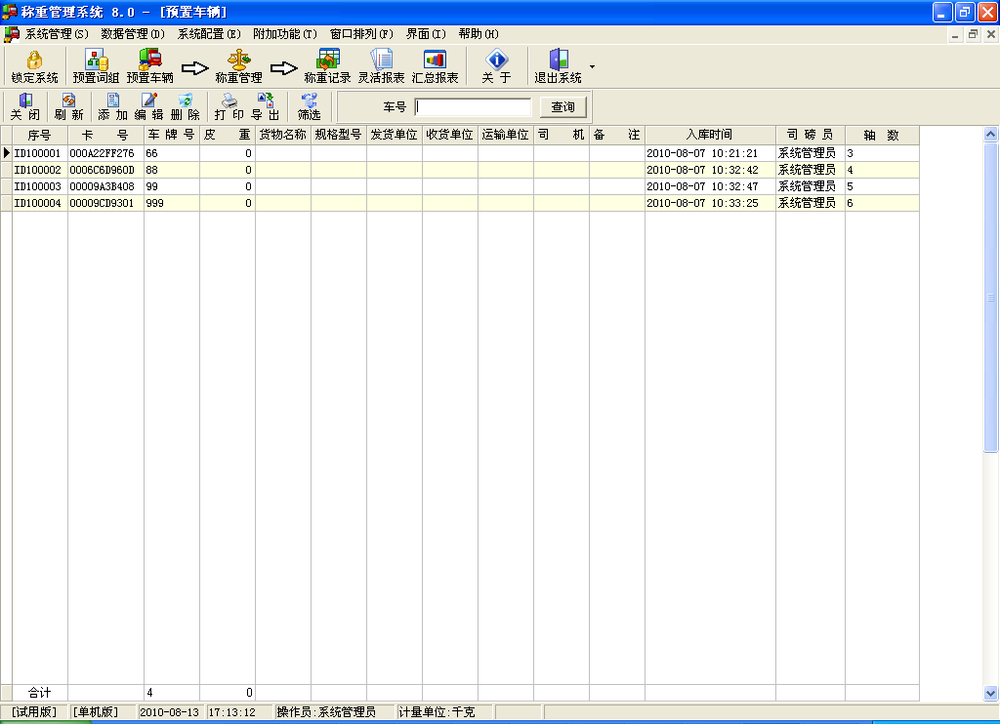 称重管理系统 8.0 - [预置车辆]
系统管理(S) 数据管理(D) 系统配置(E) 附加功能(T) 窗口排列(F) 界面(I) 帮助(H)
锁定系统 预置词组 预置车辆 称重管理 称重记录 灵活报表 汇总报表 关 于 退出系统
关 闭 刷 新 添 加 编 辑 删 除 打 印 导 出 筛选 车号 查询
序号 卡 号 车 牌 号 皮 重 货物名称 规格型号 发货单位 收货单位 运输单位 司 机 备 注 入库时间 司 磅 员 轴 数
ID100001 000A22FF276 66 0 2010-08-07 10:21:21 系统管理员 3
ID100002 0006C6D960D 88 0 2010-08-07 10:32:42 系统管理员 4
ID100003 00009A3B408 99 0 2010-08-07 10:32:47 系统管理员 5
ID100004 00009CD9301 999 0 2010-08-07 10:33:25 系统管理员 6
合计 4 0
[试用版] [单机版] 2010-08-13 17:13:12 操作员:系统管理员 计量单位:千克